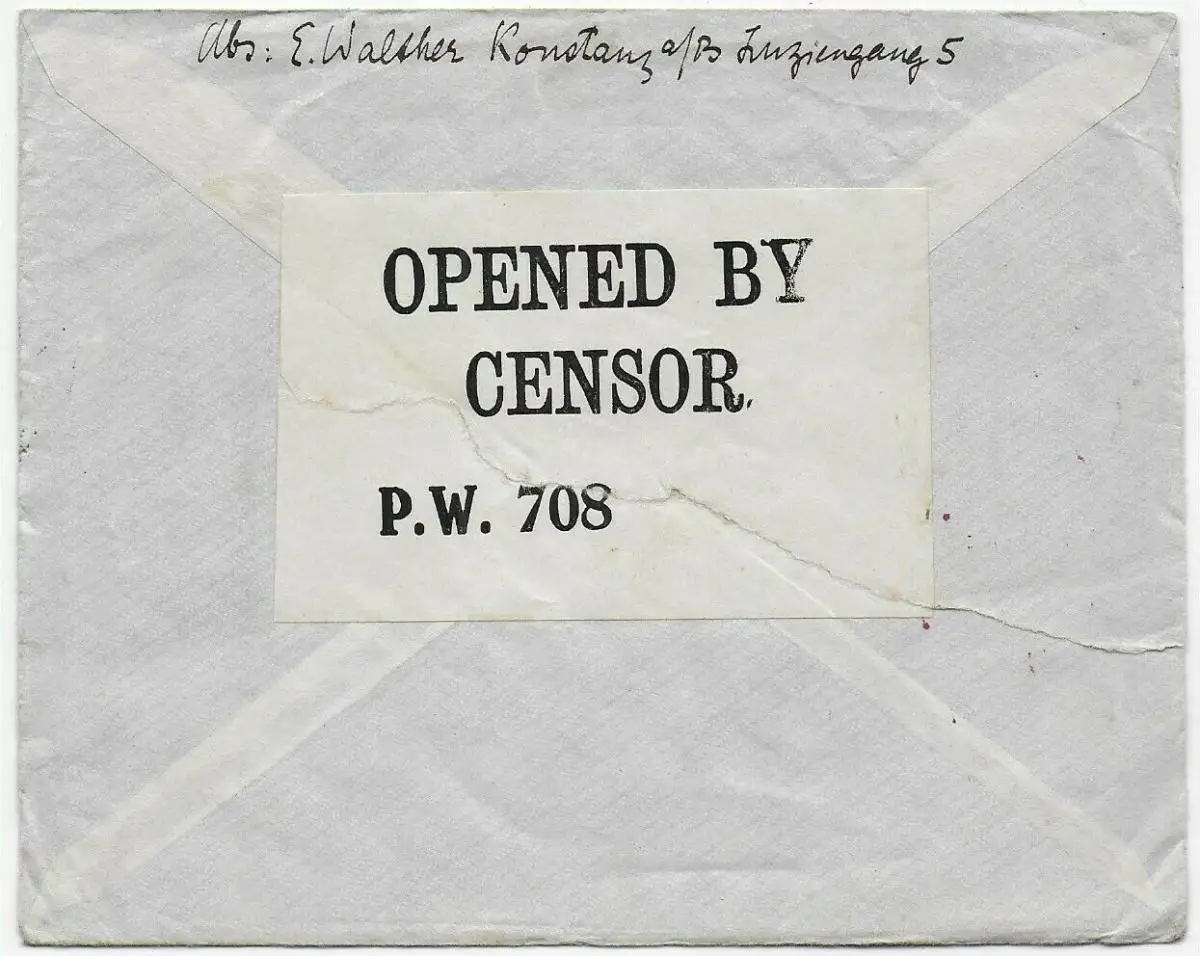 Abs: E. Walther Konstanz a/B Luziengang 5
OPENED BY
CENSOR.
P.W. 708